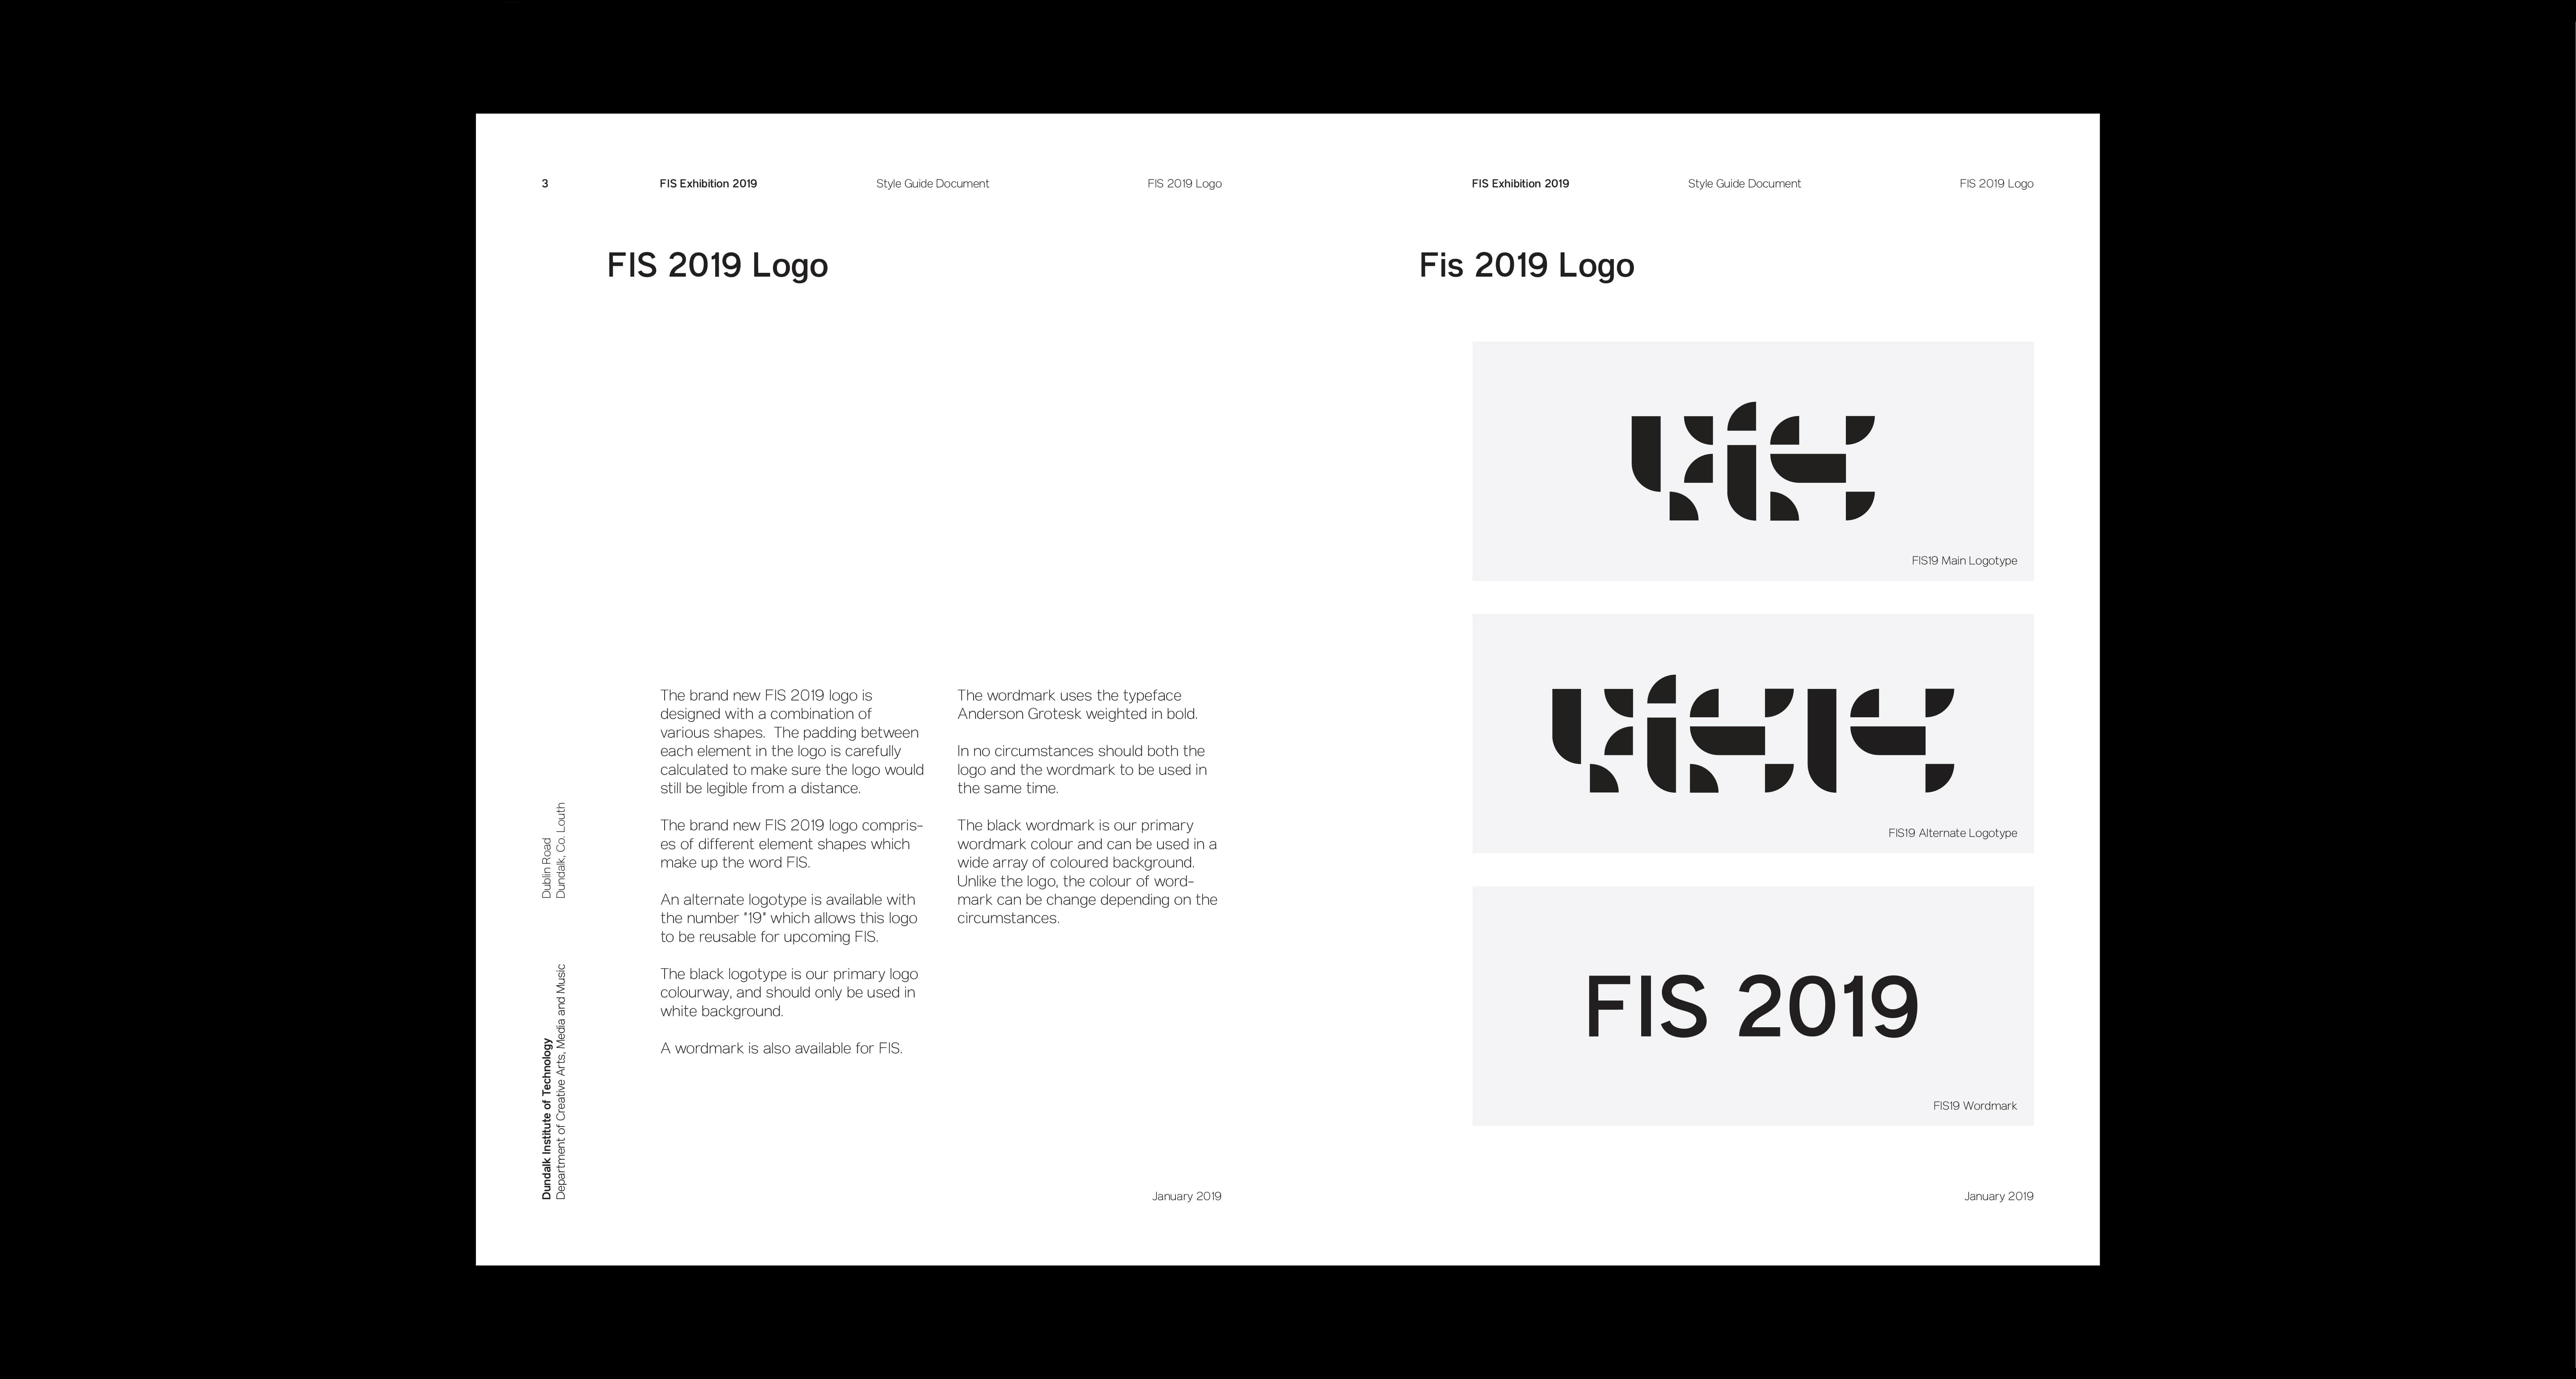 3
FIS Exhibition 2019
Style Guide Document
FIS 2019 Logo
FIS 2019 Logo
The brand new FIS 2019 logo is
designed with a combination of
various shapes.  The padding between
each element in the logo is carefully
calculated to make sure the logo would
still be legible from a distance.
The brand new FIS 2019 logo compris-
es of different element shapes which
make up the word FIS.
An alternate logotype is available with
the number "19" which allows this logo
to be reusable for upcoming FIS.
The black logotype is our primary logo
colourway, and should only be used in
white background.
A wordmark is also available for FIS.
The wordmark uses the typeface
Anderson Grotesk weighted in bold.
In no circumstances should both the
logo and the wordmark to be used in
the same time.
The black wordmark is our primary
wordmark colour and can be used in a
wide array of coloured background.
Unlike the logo, the colour of word-
mark can be change depending on the
circumstances.
Dundalk Institute of Technology
Department of Creative Arts, Media and Music
Dublin Road
Dundalk, Co. Louth
January 2019
FIS Exhibition 2019
Style Guide Document
FIS 2019 Logo
Fis 2019 Logo
fis
FIS19 Main Logotype
fis19
FIS19 Alternate Logotype
FIS 2019
FIS19 Wordmark
January 2019